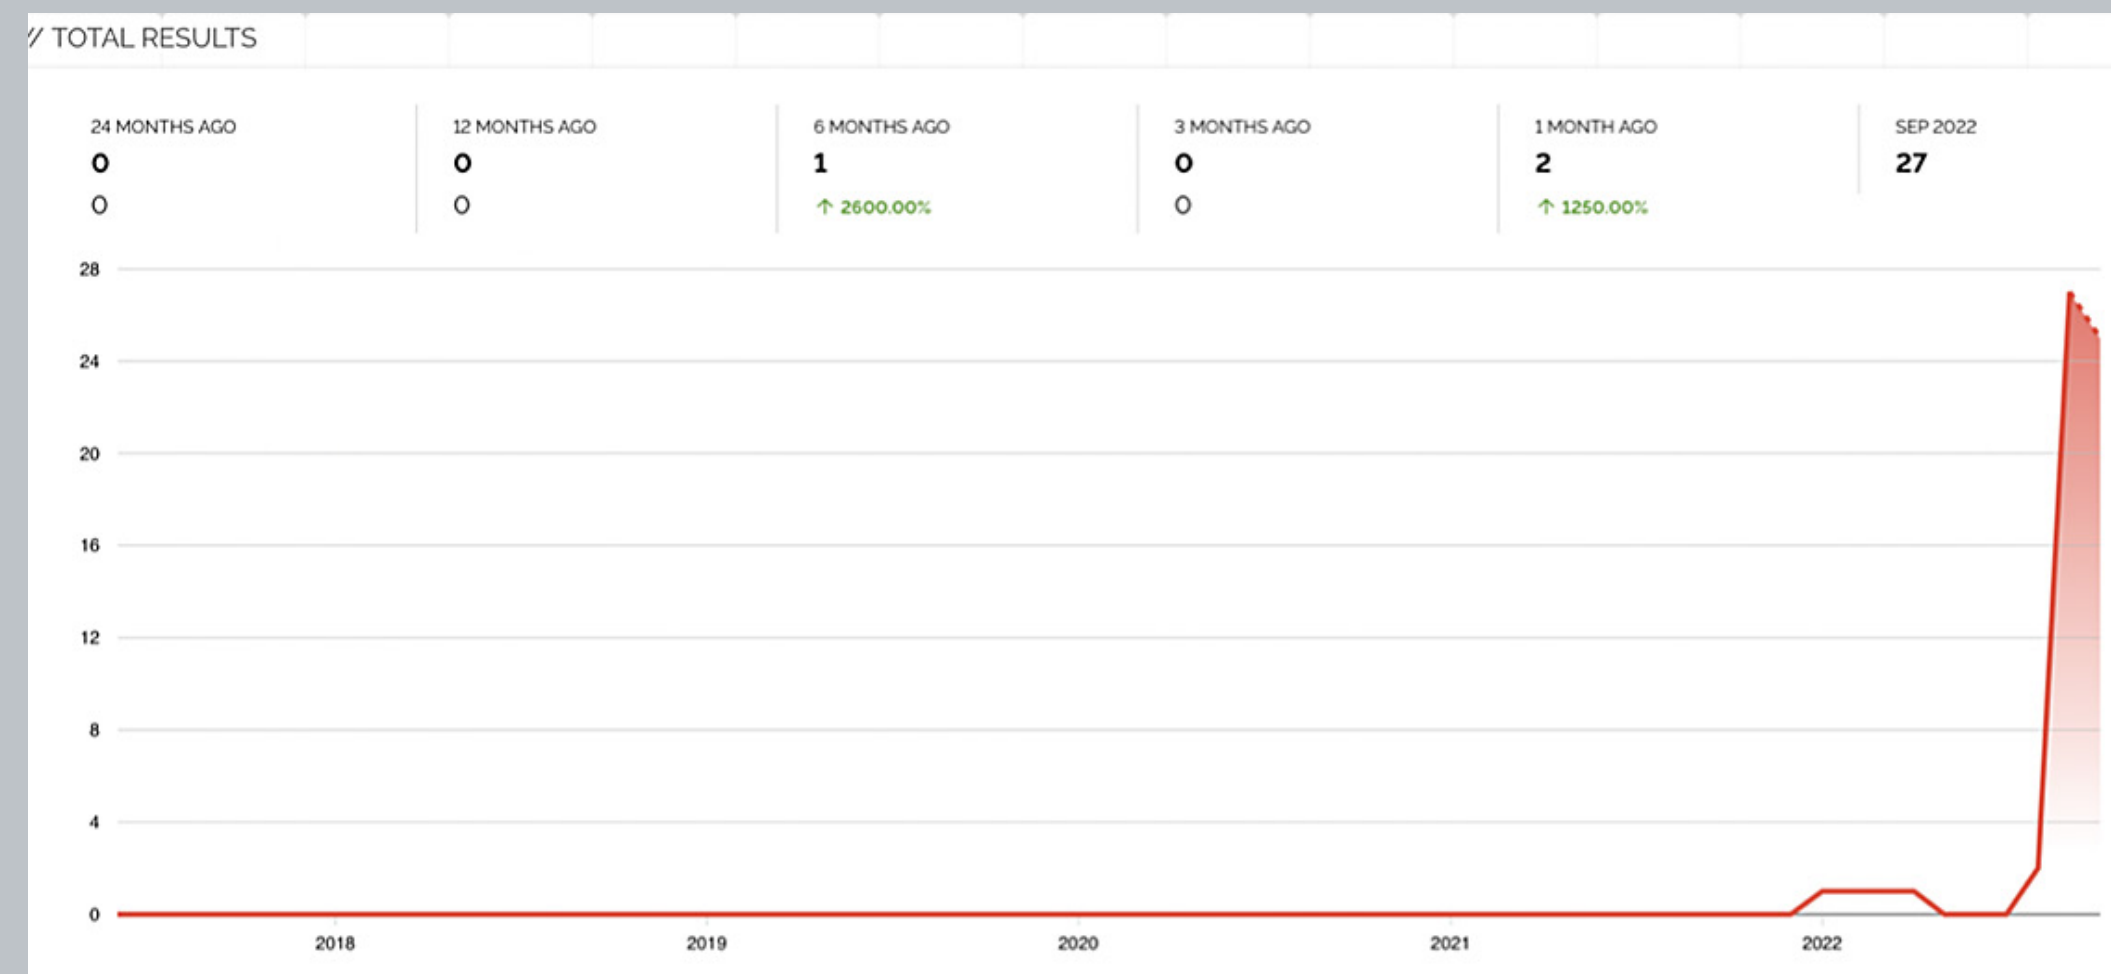 // TOTAL RESULTS
24 MONTHS AGO
0
0
12 MONTHS AGO
0
0
6 MONTHS AGO
1
↑ 2600.00%
3 MONTHS AGO
0
0
1 MONTH AGO
2
↑ 1250.00%
SEP 2022
27
28
24
20
16
12
8
4
0
2018 2019 2020 2021 2022